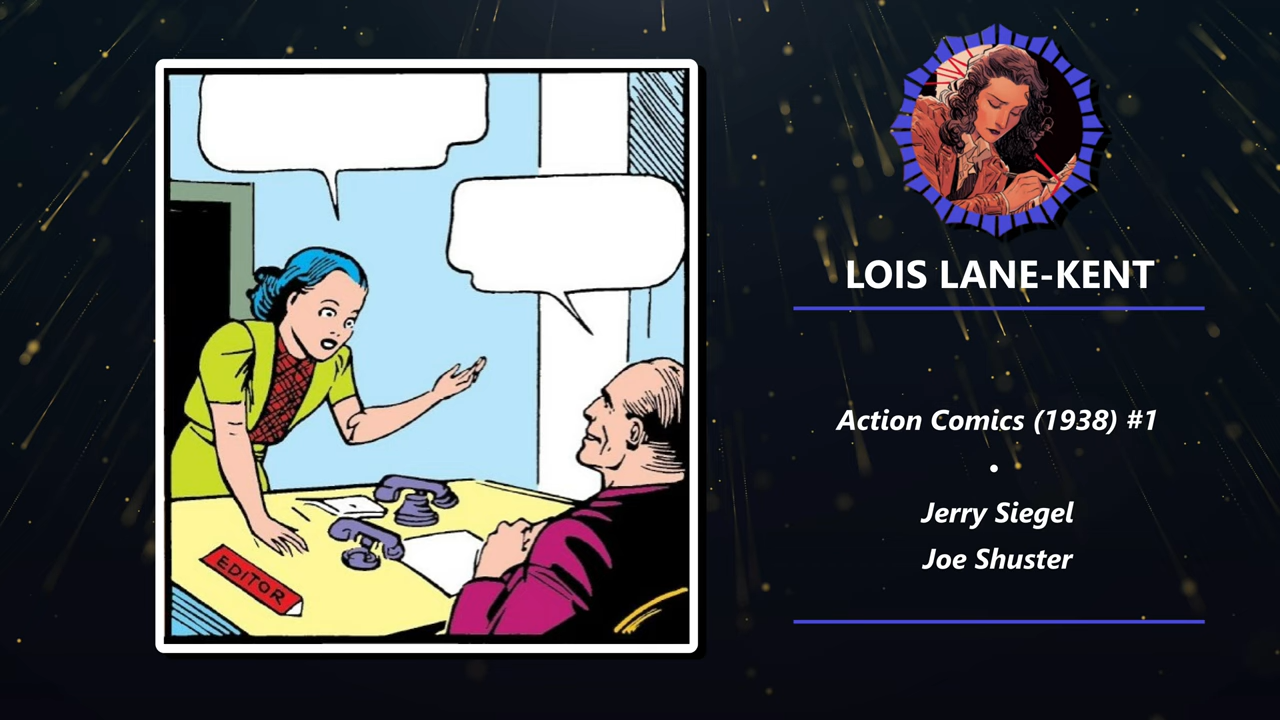 EDITOR
LOIS LANE-KENT
Action Comics (1938) #1
•
Jerry Siegel
Joe Shuster